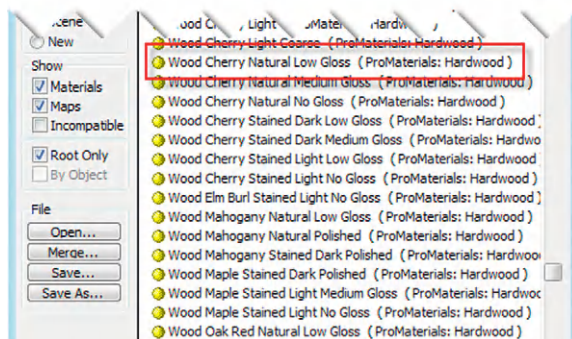 New
Show
Materials
Maps
Incompatible
Root Only
By Object
File
Open...
Merge...
Save...
Save As...
Wood Cherry Light Coarse (ProMaterials: Hardwood )
Wood Cherry Natural Low Gloss (ProMaterials: Hardwood )
Wood Cherry Natural Medium Gloss (ProMaterials: Hardwood )
Wood Cherry Natural No Gloss (ProMaterials: Hardwood )
Wood Cherry Stained Dark Low Gloss (ProMaterials: Hardwood )
Wood Cherry Stained Dark Medium Gloss (ProMaterials: Hardwo
Wood Cherry Stained Light Low Gloss (ProMaterials: Hardwood )
Wood Cherry Stained Light No Gloss (ProMaterials: Hardwood )
Wood Elm Burl Stained Light No Gloss (ProMaterials: Hardwood )
Wood Mahogany Natural Low Gloss (ProMaterials: Hardwood )
Wood Mahogany Natural Polished (ProMaterials: Hardwood )
Wood Mahogany Stained Dark Polished (ProMaterials: Hardwoo
Wood Maple Stained Dark Polished (ProMaterials: Hardwood )
Wood Maple Stained Light Medium Gloss (ProMaterials: Hardwoo
Wood Maple Stained Light No Gloss (ProMaterials: Hardwood )
Wood Oak Red Natural Low Gloss (ProMaterials: Hardwood )